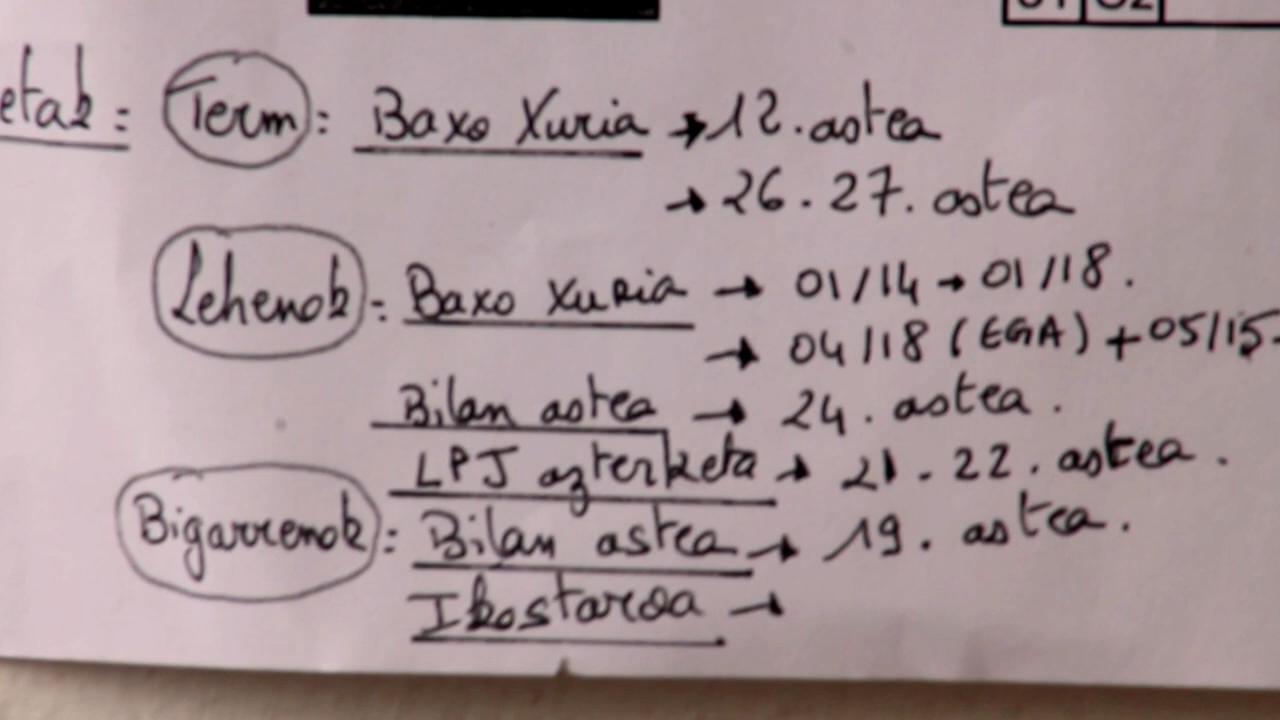 etak: Term: Baxo Xuria → 12. astea
→ 26. 27. astea
Lehenok: Baxo Xuria → 01/14 → 01/18.
→ 04/18 (EGA) + 05/15
Bilan astea → 24. astea.
LPJ azterketa → 21. 22. astea.
Bigarrenok: Bilan astea → 19. astea.
Ikastaroa →